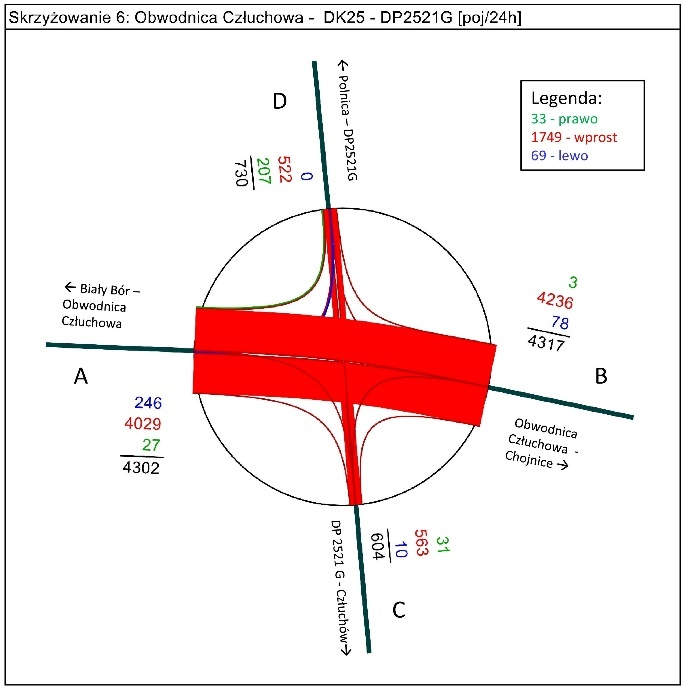 Skrzyżowanie 6: Obwodnica Człuchowa - DK25 - DP2521G [poj/24h]
D
← Polnica – DP2521G
730
207
522
0
Legenda:
33 - prawo
1749 - wprost
69 - lewo
← Biały Bór –
Obwodnica
Człuchowa
A
3
4236
78
4317
B
246
4029
27
4302
Obwodnica
Człuchowa -
Chojnice →
DP 2521 G - Człuchów→
604
10
563
31
C